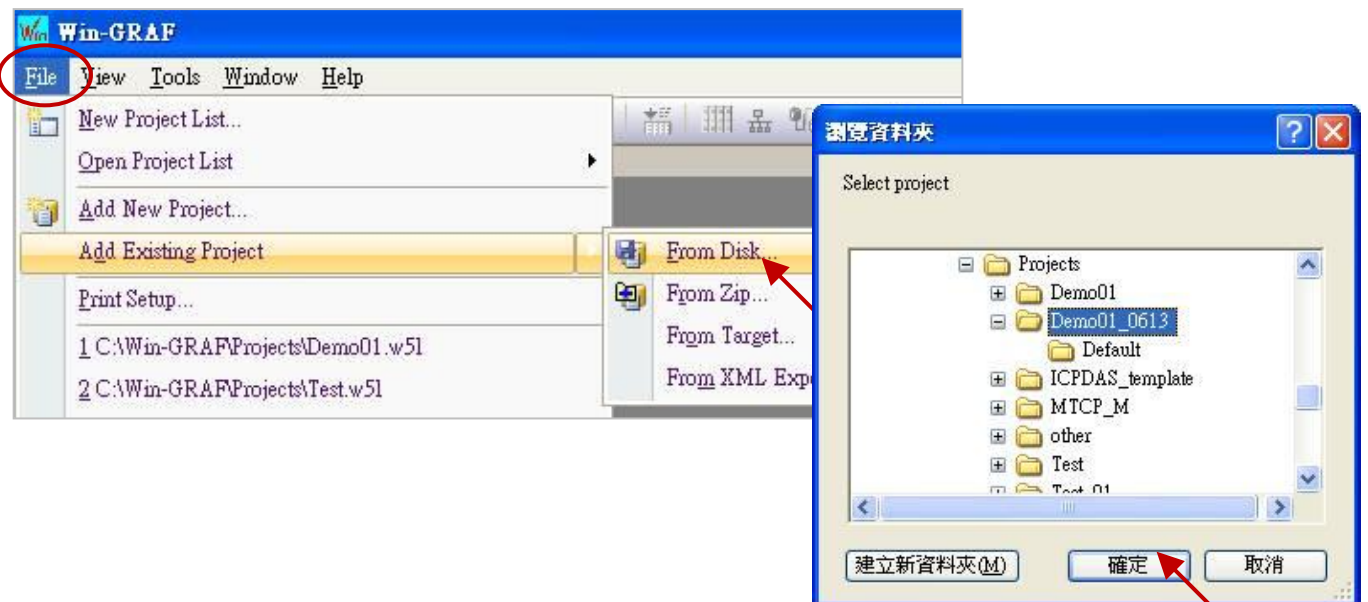 Win-GRAF
File View Tools Window Help
New Project List...
Open Project List
Add New Project...
Add Existing Project
Print Setup...
1 C:\Win-GRAF\Projects\Demo01.w5l
2 C:\Win-GRAF\Projects\Test.w5l
From Disk...
From Zip...
From Target...
From XML
瀏覽資料夾
Select project
Projects
Demo01
Demo01_0613
Default
ICPDAS_template
MTCP_M
other
Test
Test_01
建立新資料夾(M) 確定 取消